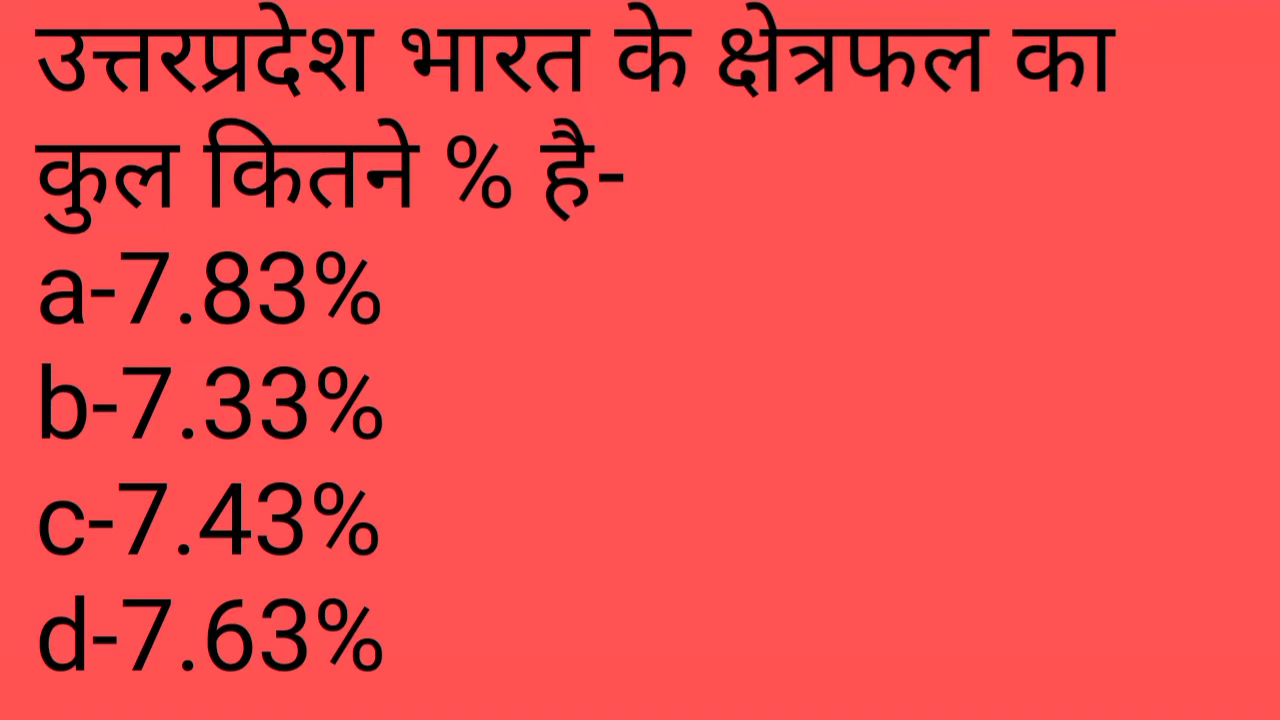 उत्तरप्रदेश भारत के क्षेत्रफल का
कुल कितने % है-
a-7.83%
b-7.33%
c-7.43%
d-7.63%